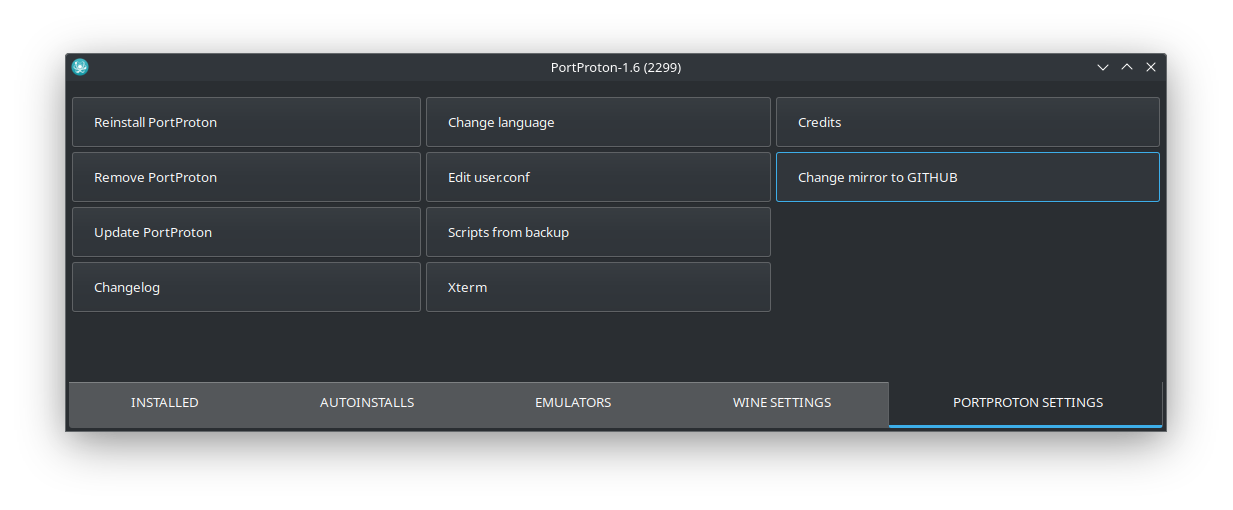 PortProton-1.6 (2299)
Reinstall PortProton
Change language
Credits
Remove PortProton
Edit user.conf
Change mirror to GITHUB
Update PortProton
Scripts from backup
Changelog
Xterm
INSTALLED
AUTOINSTALLS
EMULATORS
WINE SETTINGS
PORTPROTON SETTINGS